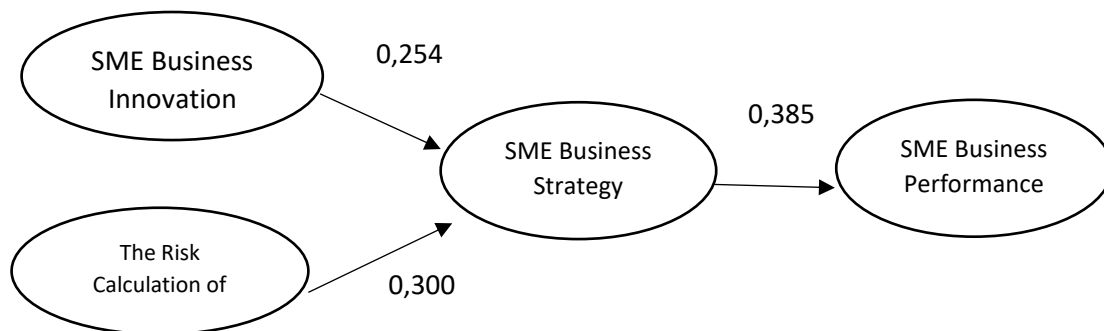 SME Business
Innovation
0,254
SME Business
Strategy
0,385
SME Business
Performance
The Risk
Calculation of
0,300